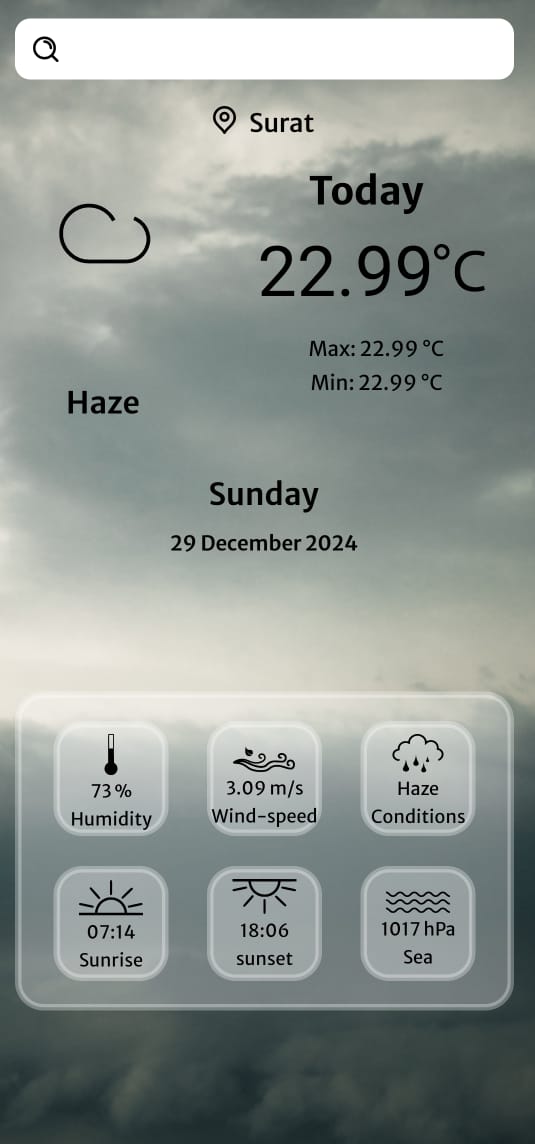 Surat
Today
22.99°C
Max: 22.99 °C
Min: 22.99 °C
Haze
Sunday
29 December 2024
73 %
Humidity
3.09 m/s
Wind-speed
Haze
Conditions
07:14
Sunrise
18:06
sunset
1017 hPa
Sea